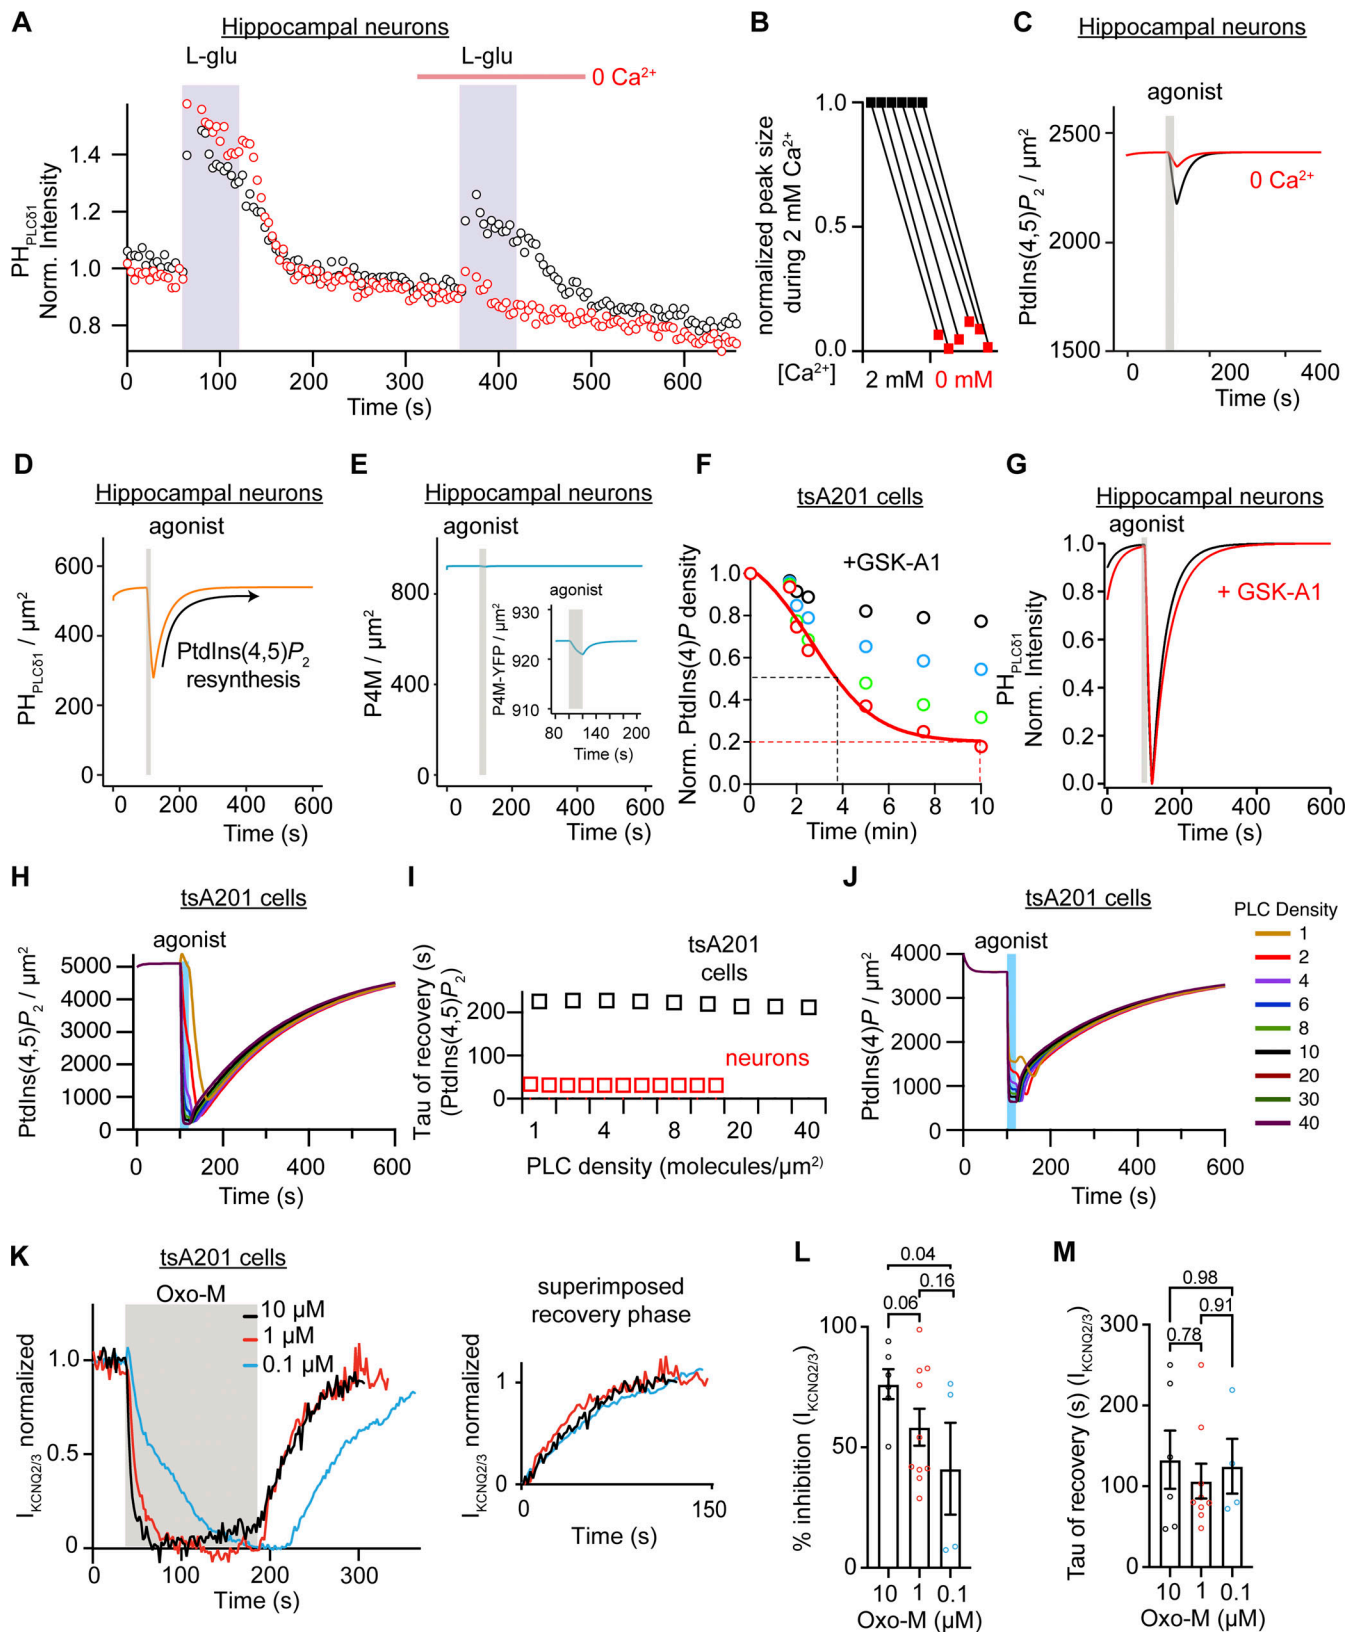 A
Hippocampal neurons
L-glu
L-glu
0 Ca²⁺
PH_PLCδ1
Norm. Intensity
1.4
1.2
1.0
0.8
0
100
200
300
400
500
600
Time (s)
B
normalized peak size
during 2 mM Ca²⁺
1.0
0.5
0.0
[Ca²⁺]
2 mM
0 mM
C
Hippocampal neurons
agonist
PtdIns(4,5)P₂ / µm²
2500
2000
1500
0 Ca²⁺
0
200
400
Time (s)
D
Hippocampal neurons
agonist
PH_PLCδ1 / µm²
600
400
200
0
PtdIns(4,5)P₂
resynthesis
0
200
400
600
Time (s)
E
Hippocampal neurons
agonist
P4M / µm²
800
400
0
agonist
P4M-YFP / µm²
930
920
910
80
140
200
Time (s)
0
200
400
600
Time (s)
F
tsA201 cells
+GSK-A1
Norm. PtdIns(4)P density
1.0
0.8
0.6
0.4
0.2
0.0
0
2
4
6
8
10
Time (min)
G
Hippocampal neurons
agonist
+ GSK-A1
PH_PLCδ1
Norm. Intensity
1.0
0.8
0.6
0.4
0.2
0.0
0
200
400
600
Time (s)
H
tsA201 cells
agonist
PtdIns(4,5)P₂ / µm²
5000
4000
3000
2000
1000
0
0
200
400
600
Time (s)
I
tsA201
cells
neurons
Tau of recovery (s)
(PtdIns(4,5)P₂)
200
100
0
1
4
8
20
40
PLC density (molecules/µm²⁾
J
tsA201 cells
agonist
PtdIns(4)P / µm²
4000
3000
2000
1000
0
0
200
400
600
Time (s)
PLC Density
1
2
4
6
8
10
20
30
40
K
tsA201 cells
Oxo-M
10 µM
1 µM
0.1 µM
I_KCNQ2/3 normalized
1.0
0.5
0
0
100
200
300
Time (s)
superimposed
recovery phase
I_KCNQ2/3 normalized
1
0
0
150
Time (s)
L
0.04
0.16
0.06
% inhibition (I_KCNQ2/3)
100
50
0
10
1
0.1
Oxo-M (µM)
M
0.98
0.91
0.78
Tau of recovery (s) (I_KCNQ2/3)
300
200
100
0
10
1
0.1
Oxo-M (µM)